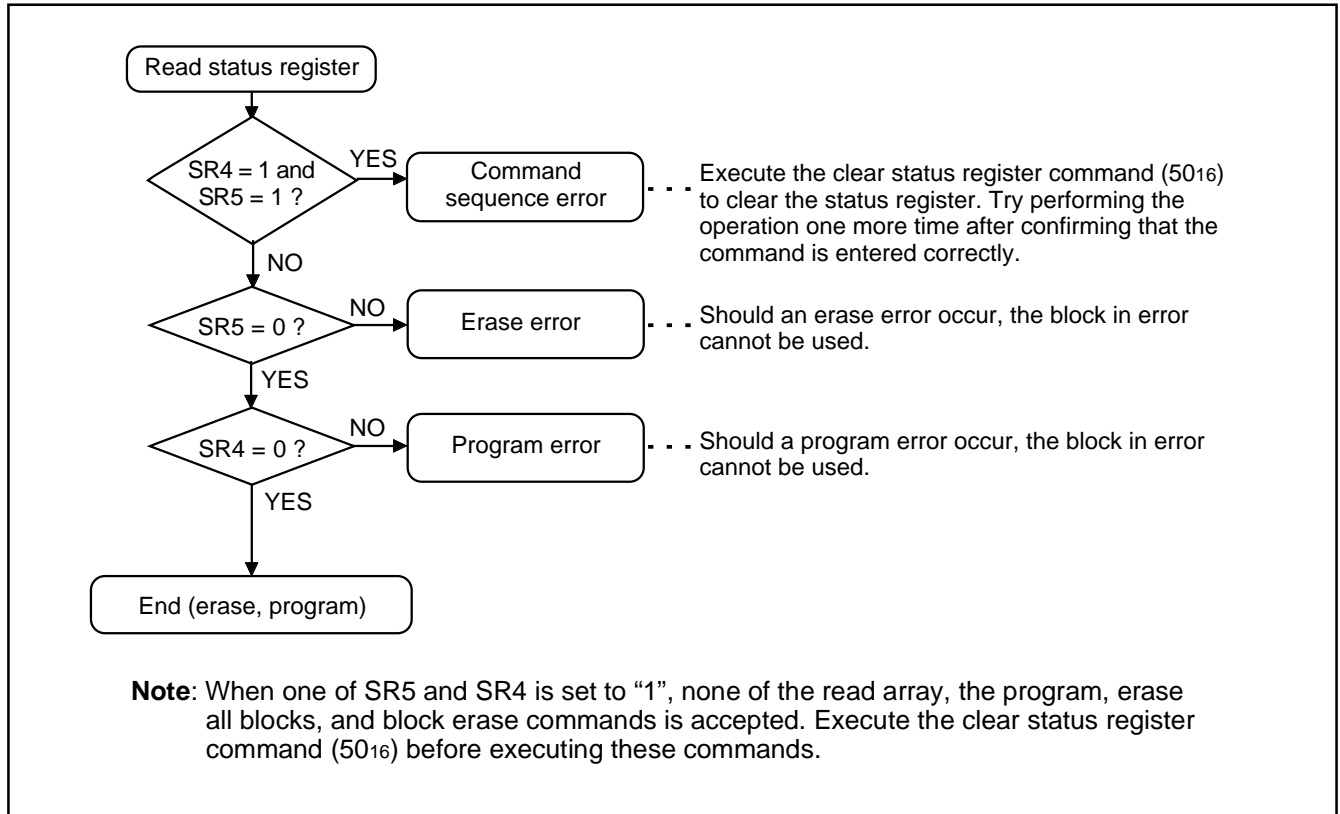 Read status register
SR4 = 1 and
SR5 = 1 ?
YES
Command
sequence error
Execute the clear status register command (5016)
to clear the status register. Try performing the
operation one more time after confirming that the
command is entered correctly.
NO
SR5 = 0 ?
NO
Erase error
Should an erase error occur, the block in error
cannot be used.
YES
SR4 = 0 ?
NO
Program error
Should a program error occur, the block in error
cannot be used.
YES
End (erase, program)
Note: When one of SR5 and SR4 is set to “1”, none of the read array, the program, erase
all blocks, and block erase commands is accepted. Execute the clear status register
command (5016) before executing these commands.